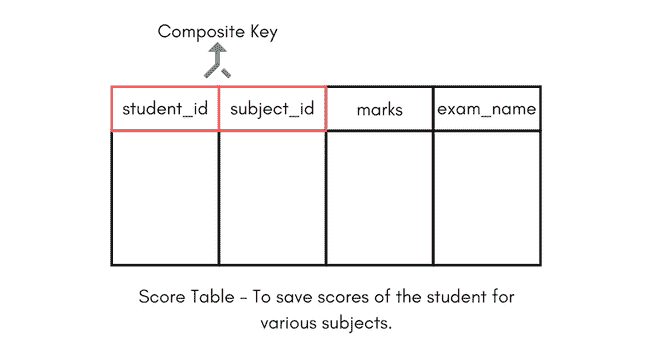 Composite Key
student_id
subject_id
marks
exam_name
Score Table - To save scores of the student for
various subjects.